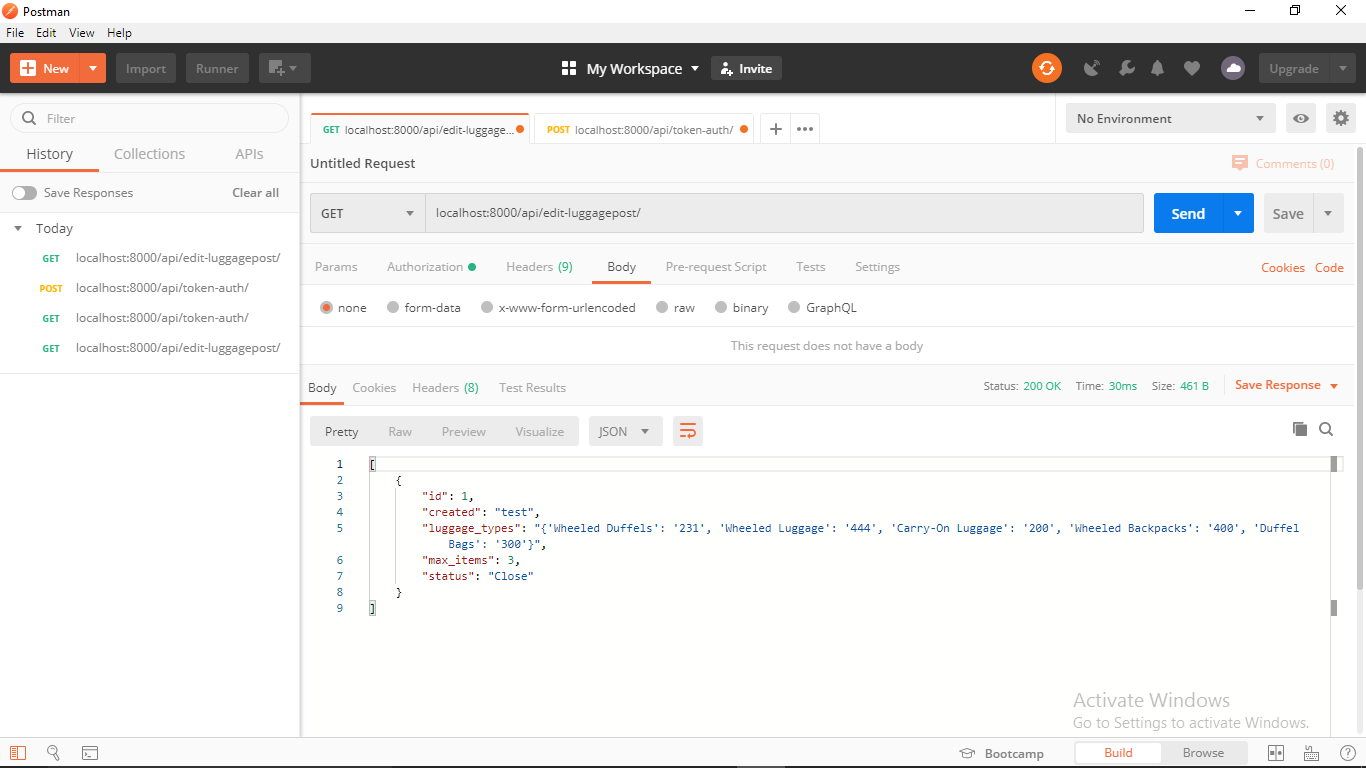 Postman
File Edit View Help
New Import Runner My Workspace Invite Upgrade
Filter
History Collections APIs
Save Responses Clear all
Today
GET localhost:8000/api/edit-luggagepost/
POST localhost:8000/api/token-auth/
GET localhost:8000/api/token-auth/
GET localhost:8000/api/edit-luggagepost/
GET localhost:8000/api/edit-luggage... POST localhost:8000/api/token-auth/ + ••• No Environment
Untitled Request Comments (0)
GET localhost:8000/api/edit-luggagepost/ Send Save
Params Authorization Headers (9) Body Pre-request Script Tests Settings Cookies Code
none form-data x-www-form-urlencoded raw binary GraphQL
This request does not have a body
Body Cookies Headers (8) Test Results Status: 200 OK Time: 30ms Size: 461 B Save Response
Pretty Raw Preview Visualize JSON
1 [
2 {
3 "id": 1,
4 "created": "test",
5 "luggage_types": "{'Wheeled Duffels': '231', 'Wheeled Luggage': '444', 'Carry-On Luggage': '200', 'Wheeled Backpacks': '400', 'Duffel
Bags': '300'}",
6 "max_items": 3,
7 "status": "Close"
8 }
9 ]
Activate Windows
Go to Settings to activate Windows.
Bootcamp Build Browse ?